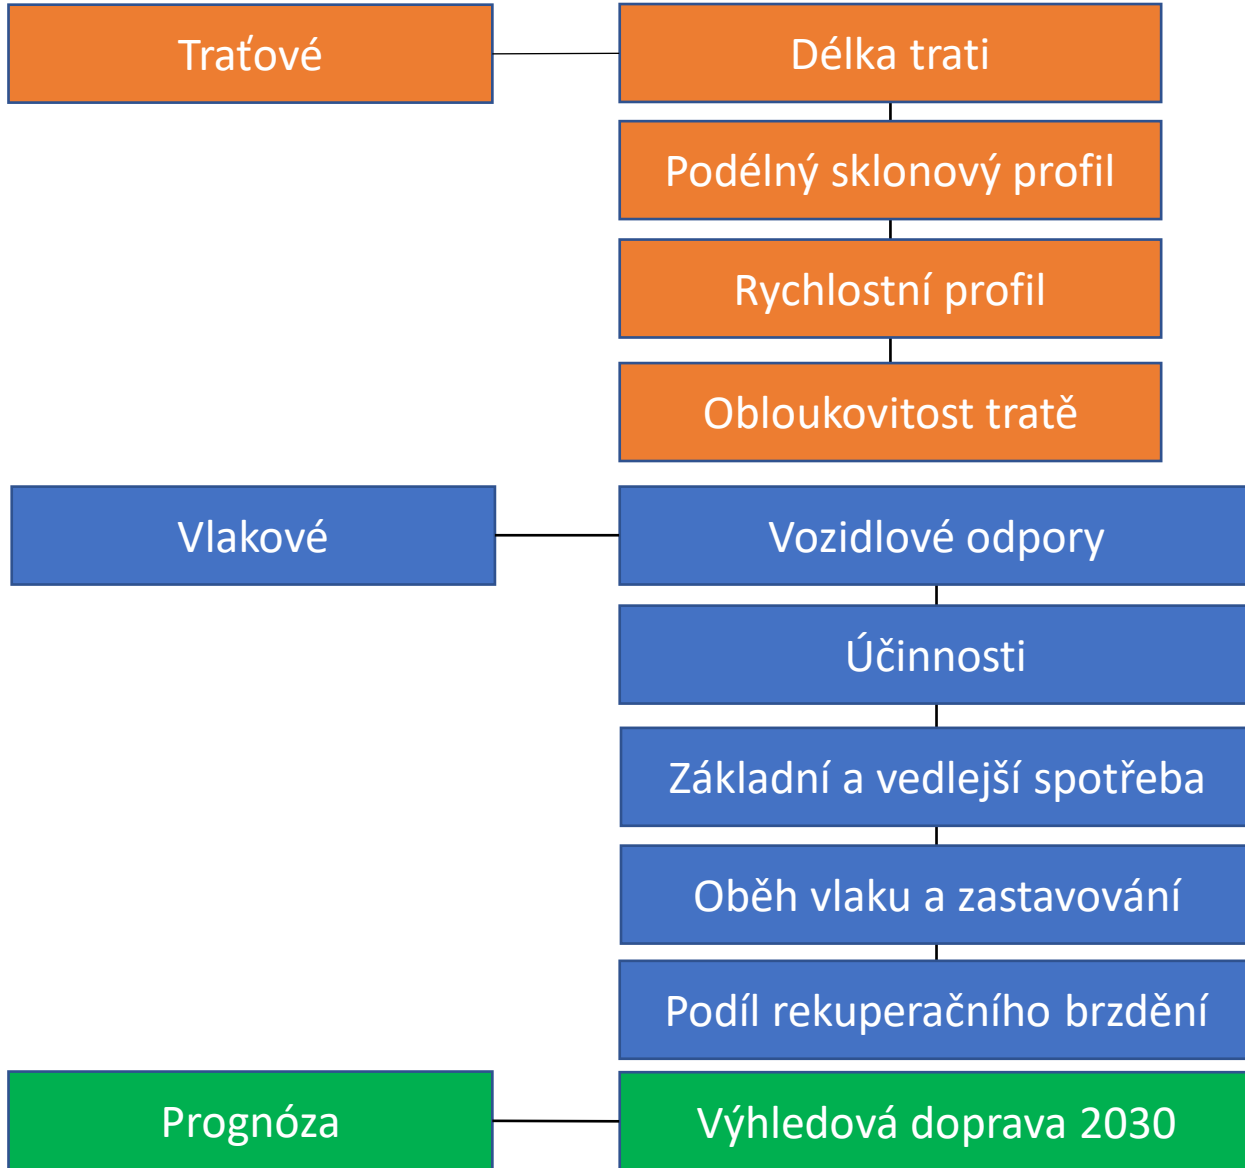 Traťové
Délka trati
Podélný sklonový profil
Rychlostní profil
Obloukovitost tratě
Vlakové
Vozidlové odpory
Účinnosti
Základní a vedlejší spotřeba
Oběh vlaku a zastavování
Podíl rekuperačního brzdění
Prognóza
Výhledová doprava 2030